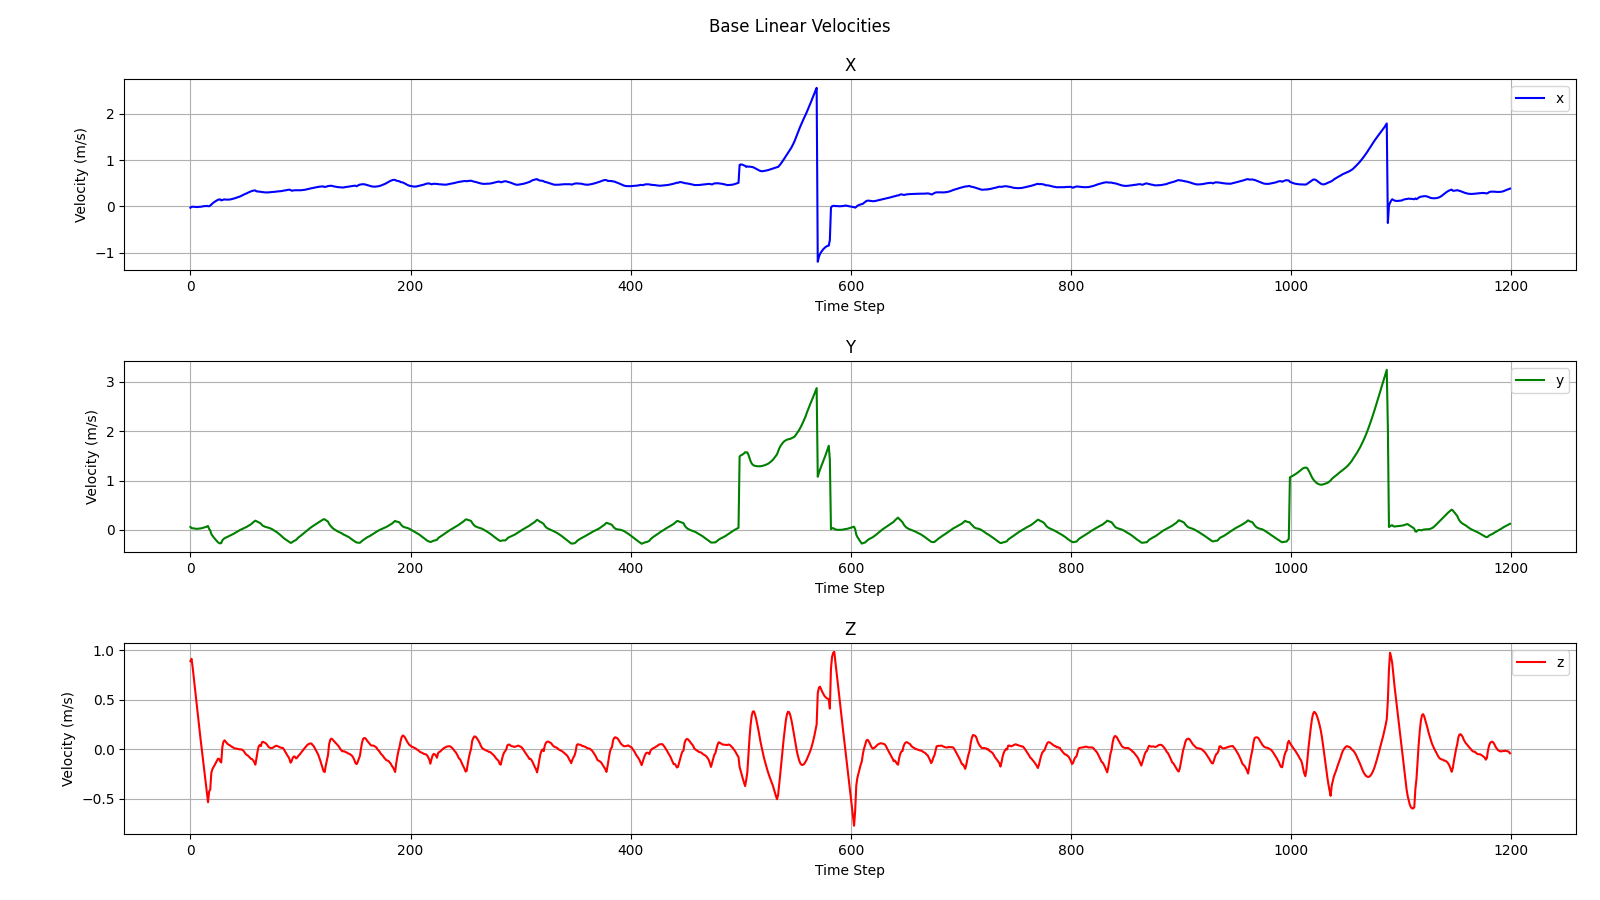 Base Linear Velocities
X
Velocity (m/s)
2
1
0
−1
x
0 200 400 600 800 1000 1200
Time Step
Y
Velocity (m/s)
3
2
1
0
y
0 200 400 600 800 1000 1200
Time Step
Z
Velocity (m/s)
1.0
0.5
0.0
−0.5
z
0 200 400 600 800 1000 1200
Time Step